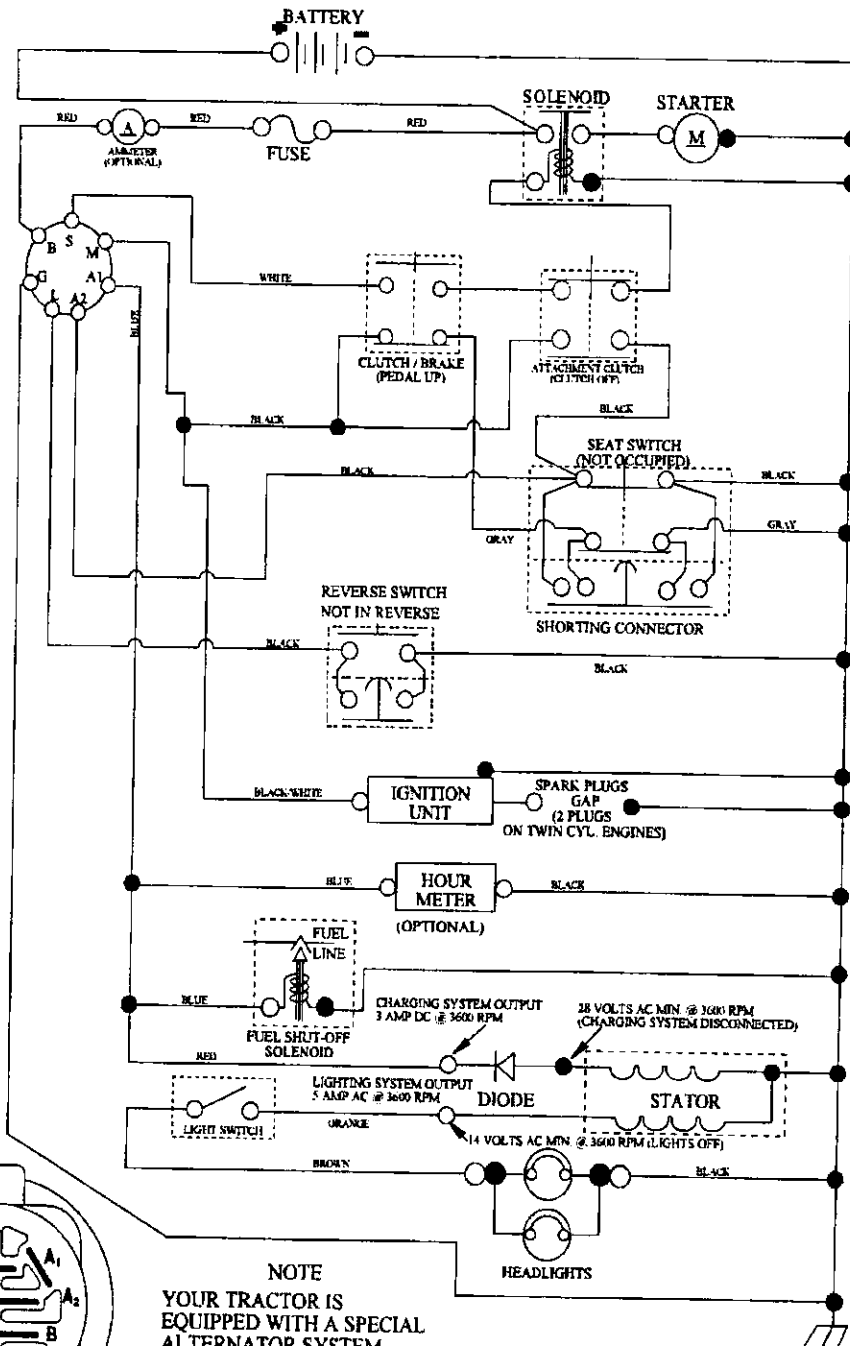 BATTERY
SOLENOID
STARTER
RED
A
RED
RED
M
AMMETER
(OPTIONAL)
FUSE
B
S
M
G
A1
L
A2
WHITE
BLUE
CLUTCH / BRAKE
(PEDAL UP)
ATTACHMENT CLUTCH
(CLUTCH OFF)
BLACK
BLACK
SEAT SWITCH
(NOT OCCUPIED)
BLACK
BLACK
GRAY
GRAY
REVERSE SWITCH
NOT IN REVERSE
SHORTING CONNECTOR
BLACK
BLACK
BLACK-WHITE
IGNITION
UNIT
SPARK PLUGS
GAP
(2 PLUGS
ON TWIN CYL. ENGINES)
BLUE
HOUR
METER
BLACK
(OPTIONAL)
FUEL
LINE
BLUE
FUEL SHUT-OFF
SOLENOID
CHARGING SYSTEM OUTPUT
3 AMP DC @ 3600 RPM
28 VOLTS AC MIN. @ 3600 RPM
(CHARGING SYSTEM DISCONNECTED)
RED
LIGHTING SYSTEM OUTPUT
5 AMP AC @ 3600 RPM
DIODE
STATOR
LIGHT SWITCH
ORANGE
14 VOLTS AC MIN. @ 3600 RPM (LIGHTS OFF)
BROWN
BLACK
HEADLIGHTS
A1
A2
B
NOTE
YOUR TRACTOR IS
EQUIPPED WITH A SPECIAL
ALTERNATOR SYSTEM